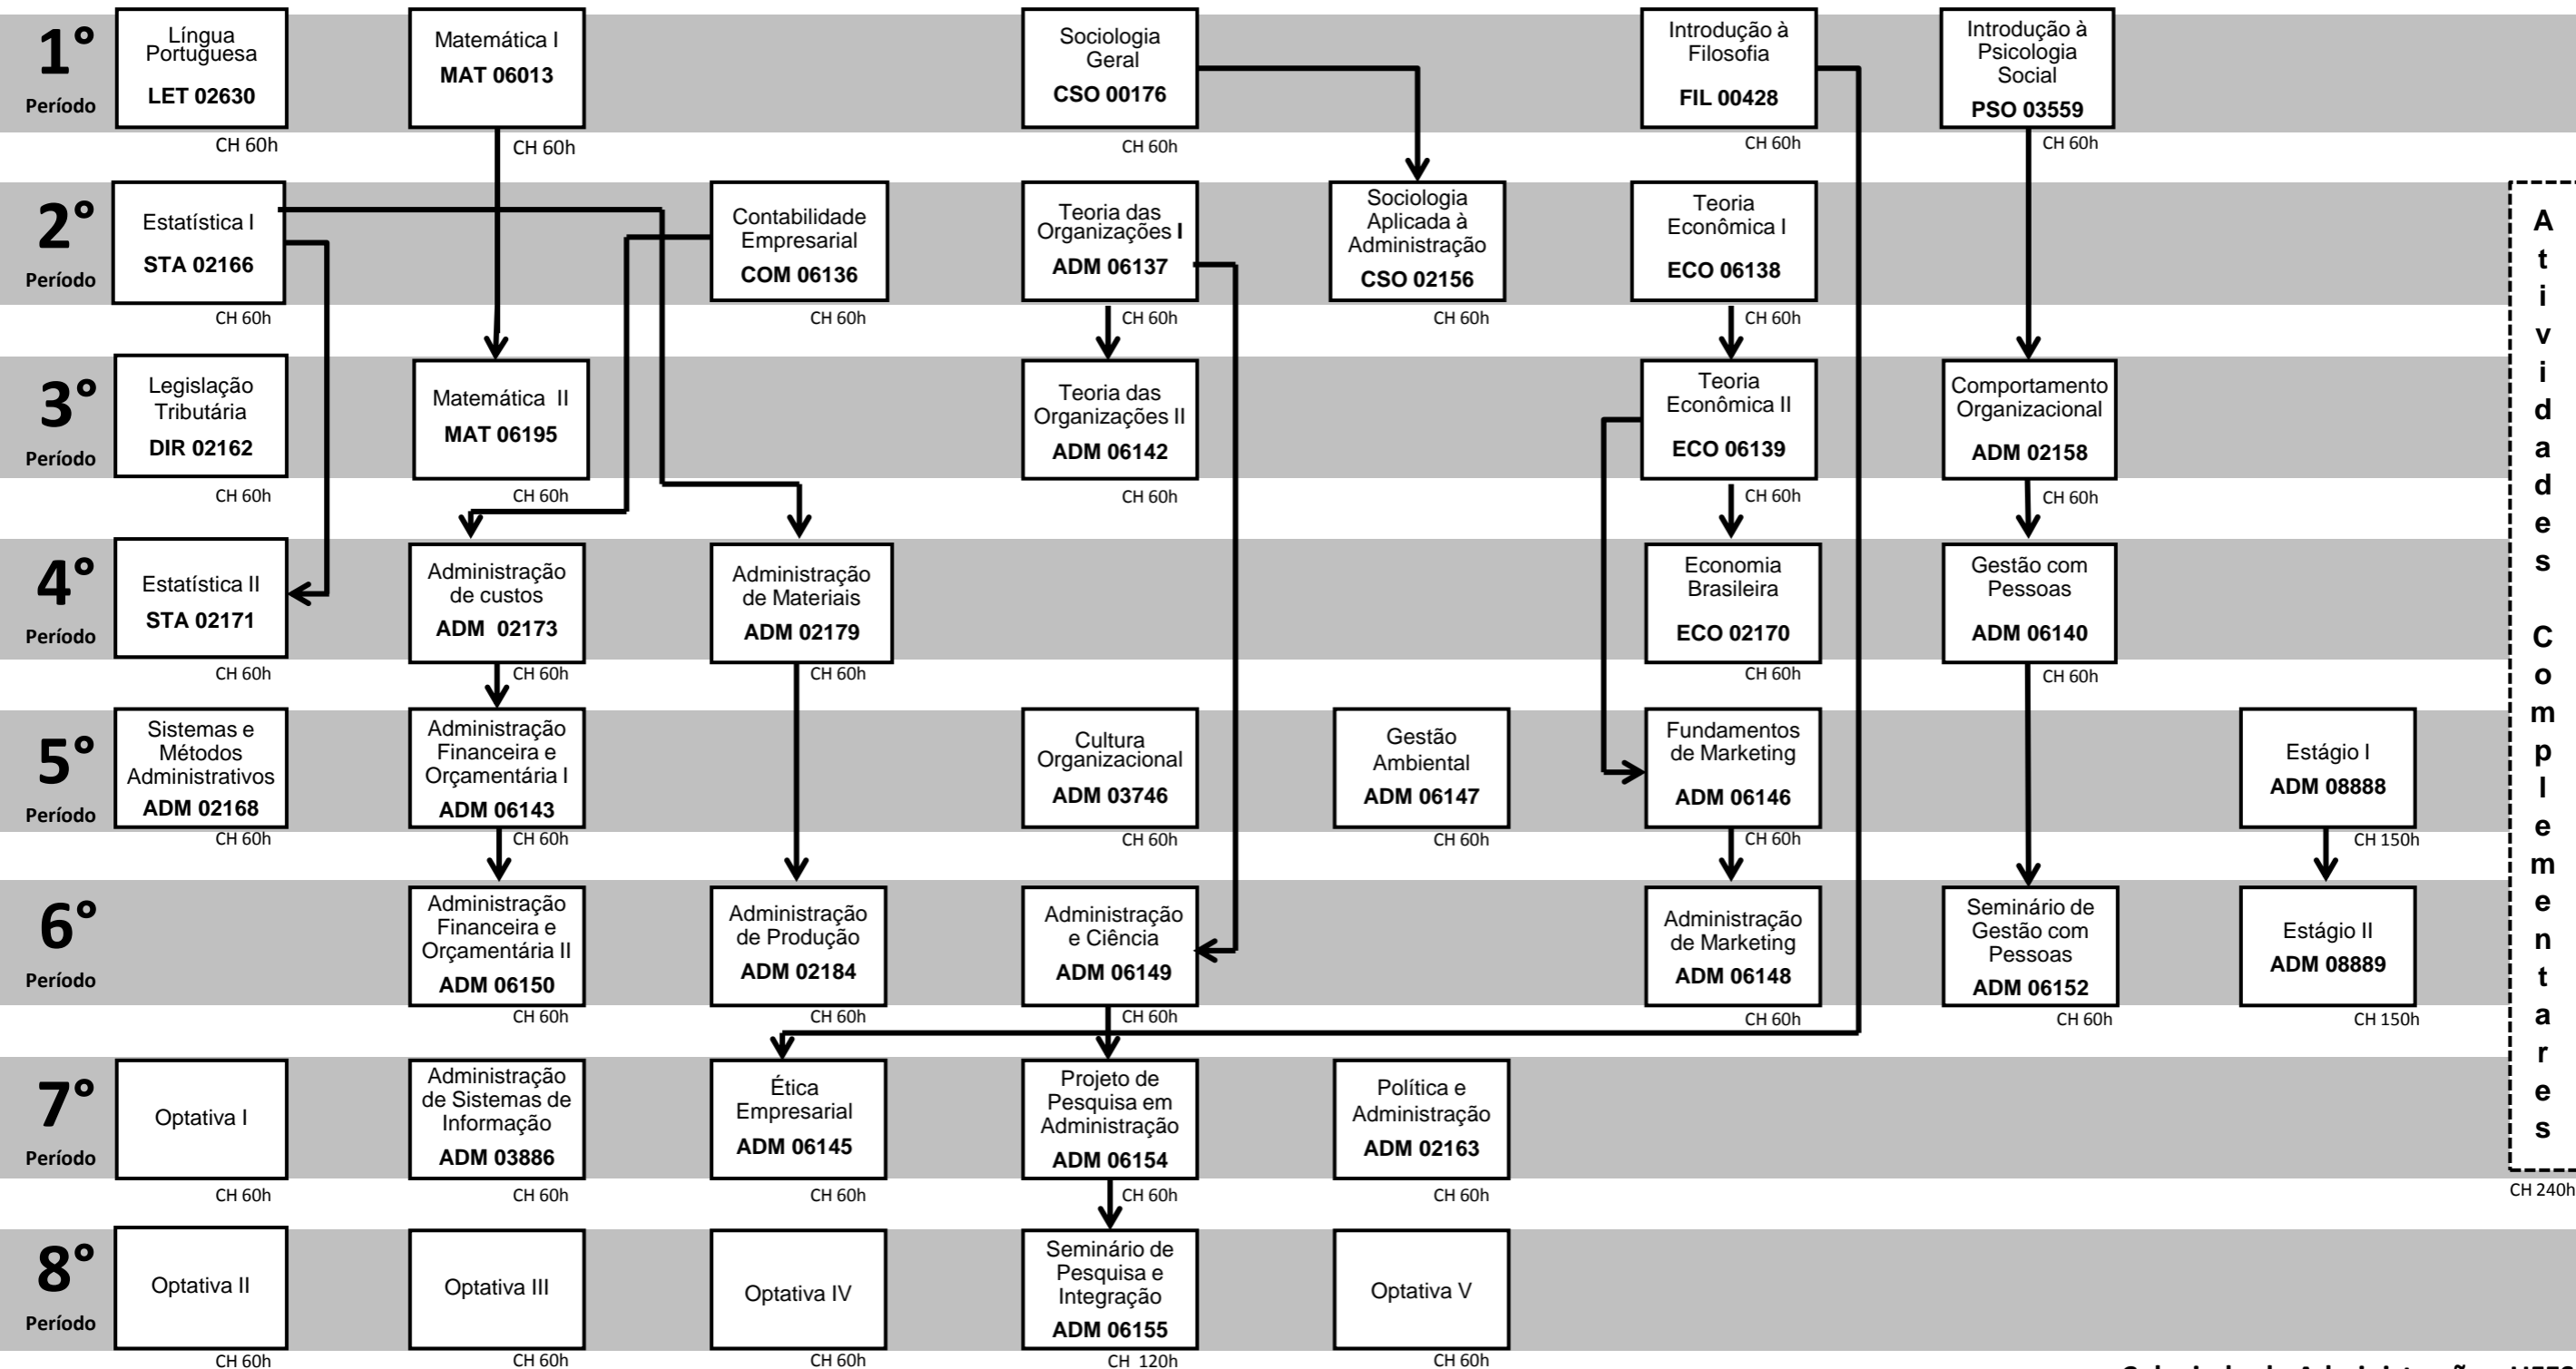 1°
Período
Língua
Portuguesa
LET 02630
CH 60h
Matemática I
MAT 06013
CH 60h
Sociologia
Geral
CSO 00176
CH 60h
Introdução à
Filosofia
FIL 00428
CH 60h
Introdução à
Psicologia
Social
PSO 03559
CH 60h
2°
Período
Estatística I
STA 02166
CH 60h
Contabilidade
Empresarial
COM 06136
CH 60h
Teoria das
Organizações I
ADM 06137
CH 60h
Sociologia
Aplicada à
Administração
CSO 02156
CH 60h
Teoria
Econômica I
ECO 06138
CH 60h
3°
Período
Legislação
Tributária
DIR 02162
CH 60h
Matemática II
MAT 06195
CH 60h
Teoria das
Organizações II
ADM 06142
CH 60h
Teoria
Econômica II
ECO 06139
CH 60h
Comportamento
Organizacional
ADM 02158
CH 60h
4°
Período
Estatística II
STA 02171
CH 60h
Administração
de custos
ADM 02173
CH 60h
Administração
de Materiais
ADM 02179
CH 60h
Economia
Brasileira
ECO 02170
CH 60h
Gestão com
Pessoas
ADM 06140
CH 60h
5°
Período
Sistemas e
Métodos
Administrativos
ADM 02168
CH 60h
Administração
Financeira e
Orçamentária I
ADM 06143
CH 60h
Cultura
Organizacional
ADM 03746
CH 60h
Gestão
Ambiental
ADM 06147
CH 60h
Fundamentos
de Marketing
ADM 06146
CH 60h
Estágio I
ADM 08888
CH 150h
6°
Período
Administração
Financeira e
Orçamentária II
ADM 06150
CH 60h
Administração
de Produção
ADM 02184
CH 60h
Administração
e Ciência
ADM 06149
CH 60h
Administração
de Marketing
ADM 06148
CH 60h
Seminário de
Gestão com
Pessoas
ADM 06152
CH 60h
Estágio II
ADM 08889
CH 150h
7°
Período
Optativa I
CH 60h
Administração
de Sistemas de
Informação
ADM 03886
CH 60h
Ética
Empresarial
ADM 06145
CH 60h
Projeto de
Pesquisa em
Administração
ADM 06154
CH 60h
Política e
Administração
ADM 02163
CH 60h
8°
Período
Optativa II
CH 60h
Optativa III
CH 60h
Optativa IV
CH 60h
Seminário de
Pesquisa e
Integração
ADM 06155
CH 120h
Optativa V
CH 60h
Atividades Complementares
CH 240h